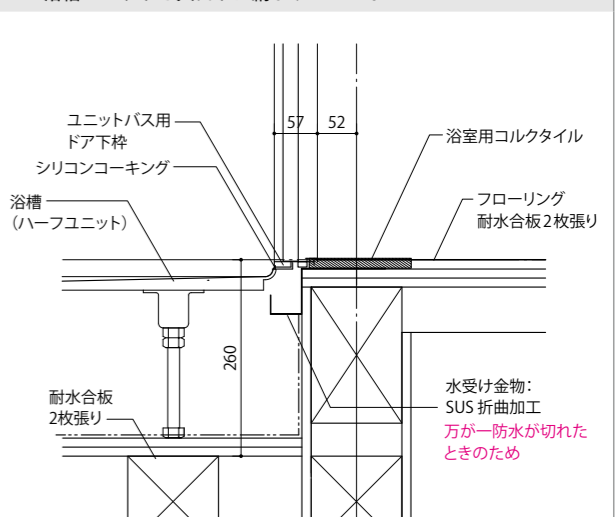 57
52
ユニットバス用
ドア下枠
シリコンコーキング
浴槽
（ハーフユニット）
浴室用コルクタイル
フローリング
耐水合板2枚張り
260
耐水合板
2枚張り
水受け金物：
SUS 折曲加工
万が一防水が切れた
ときのため